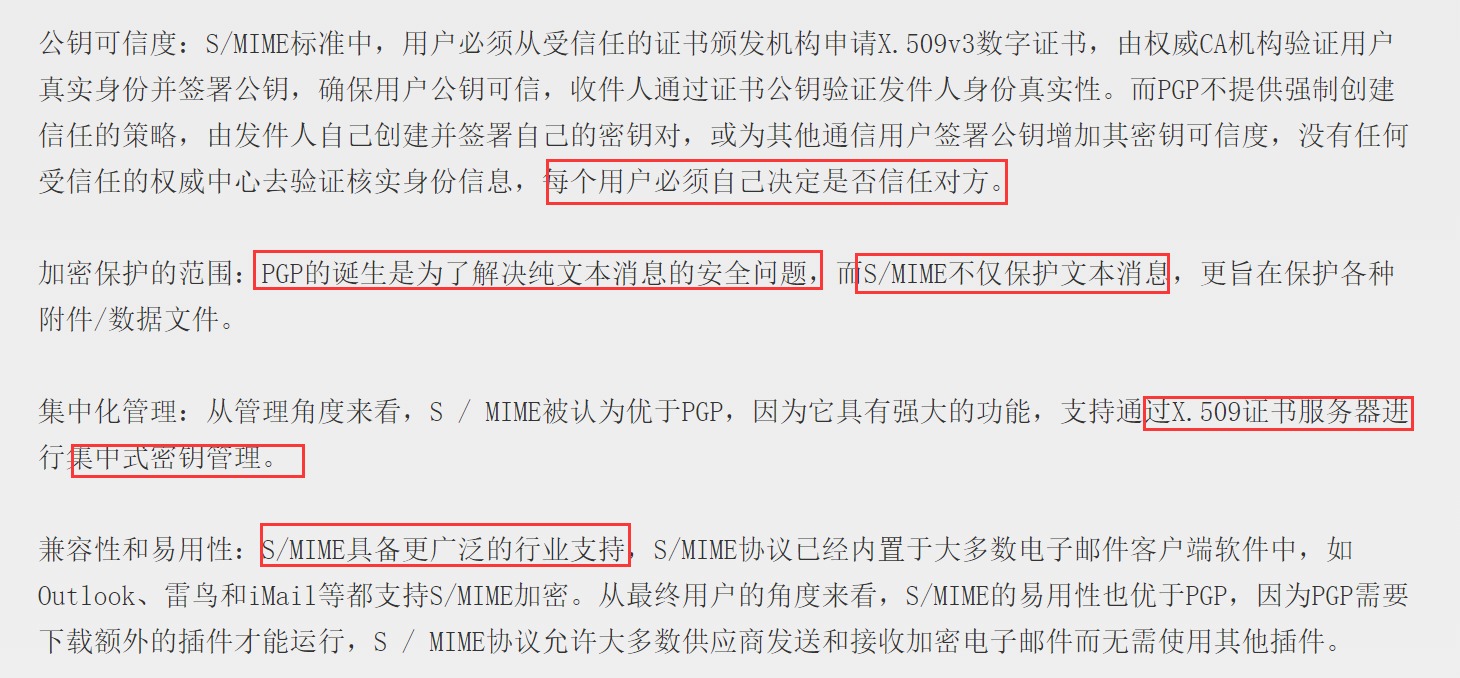 公钥可信度：S/MIME标准中，用户必须从受信任的证书颁发机构申请X.509v3数字证书，由权威CA机构验证用户
真实身份并签署公钥，确保用户公钥可信，收件人通过证书公钥验证发件人身份真实性。而PGP不提供强制创建
信任的策略，由发件人自己创建并签署自己的密钥对，或为其他通信用户签署公钥增加其密钥可信度，没有任何
受信任的权威中心去验证核实身份信息，每个用户必须自己决定是否信任对方。
加密保护的范围：PGP的诞生是为了解决纯文本消息的安全问题，而S/MIME不仅保护文本消息，更旨在保护各种
附件/数据文件。
集中化管理：从管理角度来看，S / MIME被认为优于PGP，因为它具有强大的功能，支持通过X.509证书服务器进
行集中式密钥管理。
兼容性和易用性：S/MIME具备更广泛的行业支持，S/MIME协议已经内置于大多数电子邮件客户端软件中，如
Outlook、雷鸟和iMail等都支持S/MIME加密。从最终用户的角度来看，S/MIME的易用性也优于PGP，因为PGP需要
下载额外的插件才能运行，S / MIME协议允许大多数供应商发送和接收加密电子邮件而无需使用其他插件。